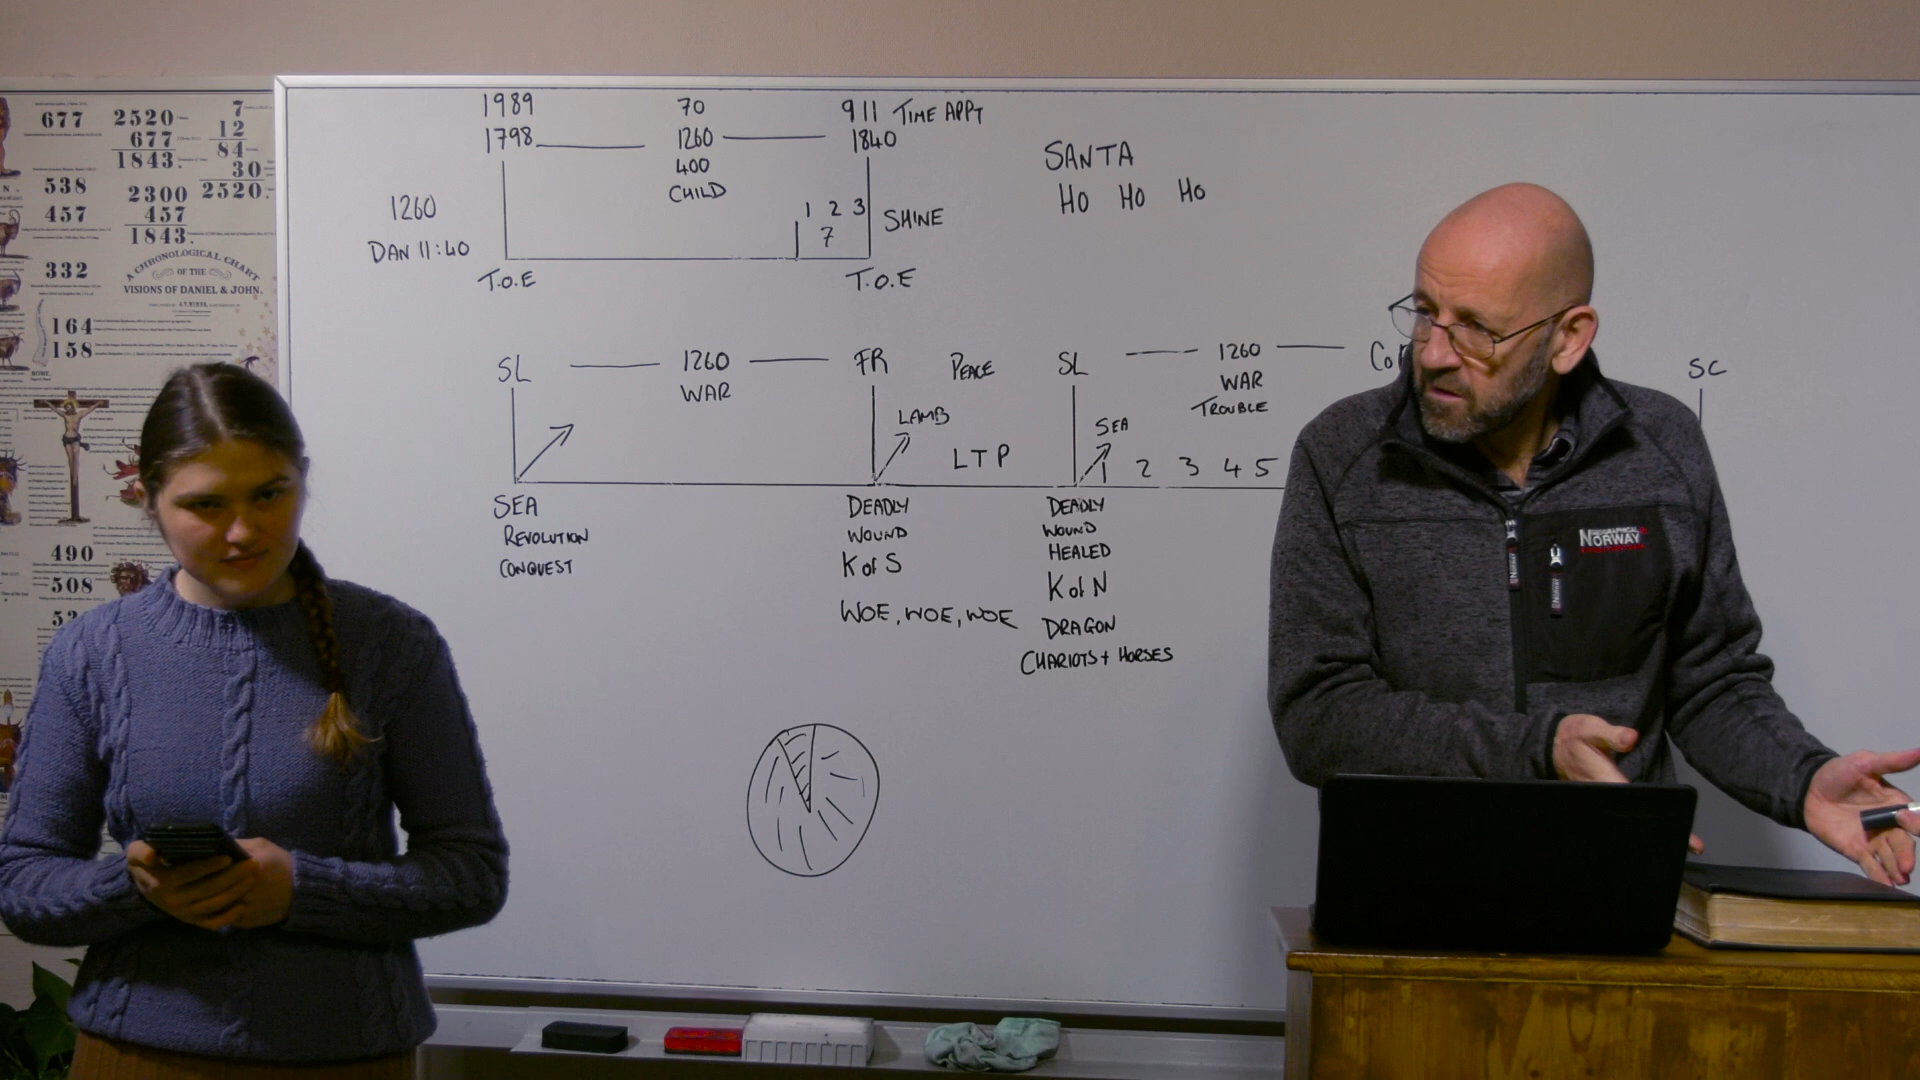 677
2520
677
1843.
7
12
84
30
2520.
538
457
2300
457
1843.
332
A CHRONOLOGICAL CHART
OF THE
VISIONS OF DANIEL & JOHN.
164
158
490
508
1989 70 911 TIME APPT
1798 1260 1840
400
CHILD
1260
DAN 11:40
1 2 3
7
SHINE
T.O.E T.O.E
SANTA
HO HO HO
SL 1260 FR PEACE SL 1260 SC
WAR WAR
TROUBLE
LAMB
SEA
LTP
1 2 3 4 5
SEA
REVOLUTION
CONQUEST
DEADLY
WOUND
K of S
WOE, WOE, WOE
DEADLY
WOUND
HEALED
K of N
DRAGON
CHARIOTS + HORSES
GEOGRAPHICAL
NORWAY